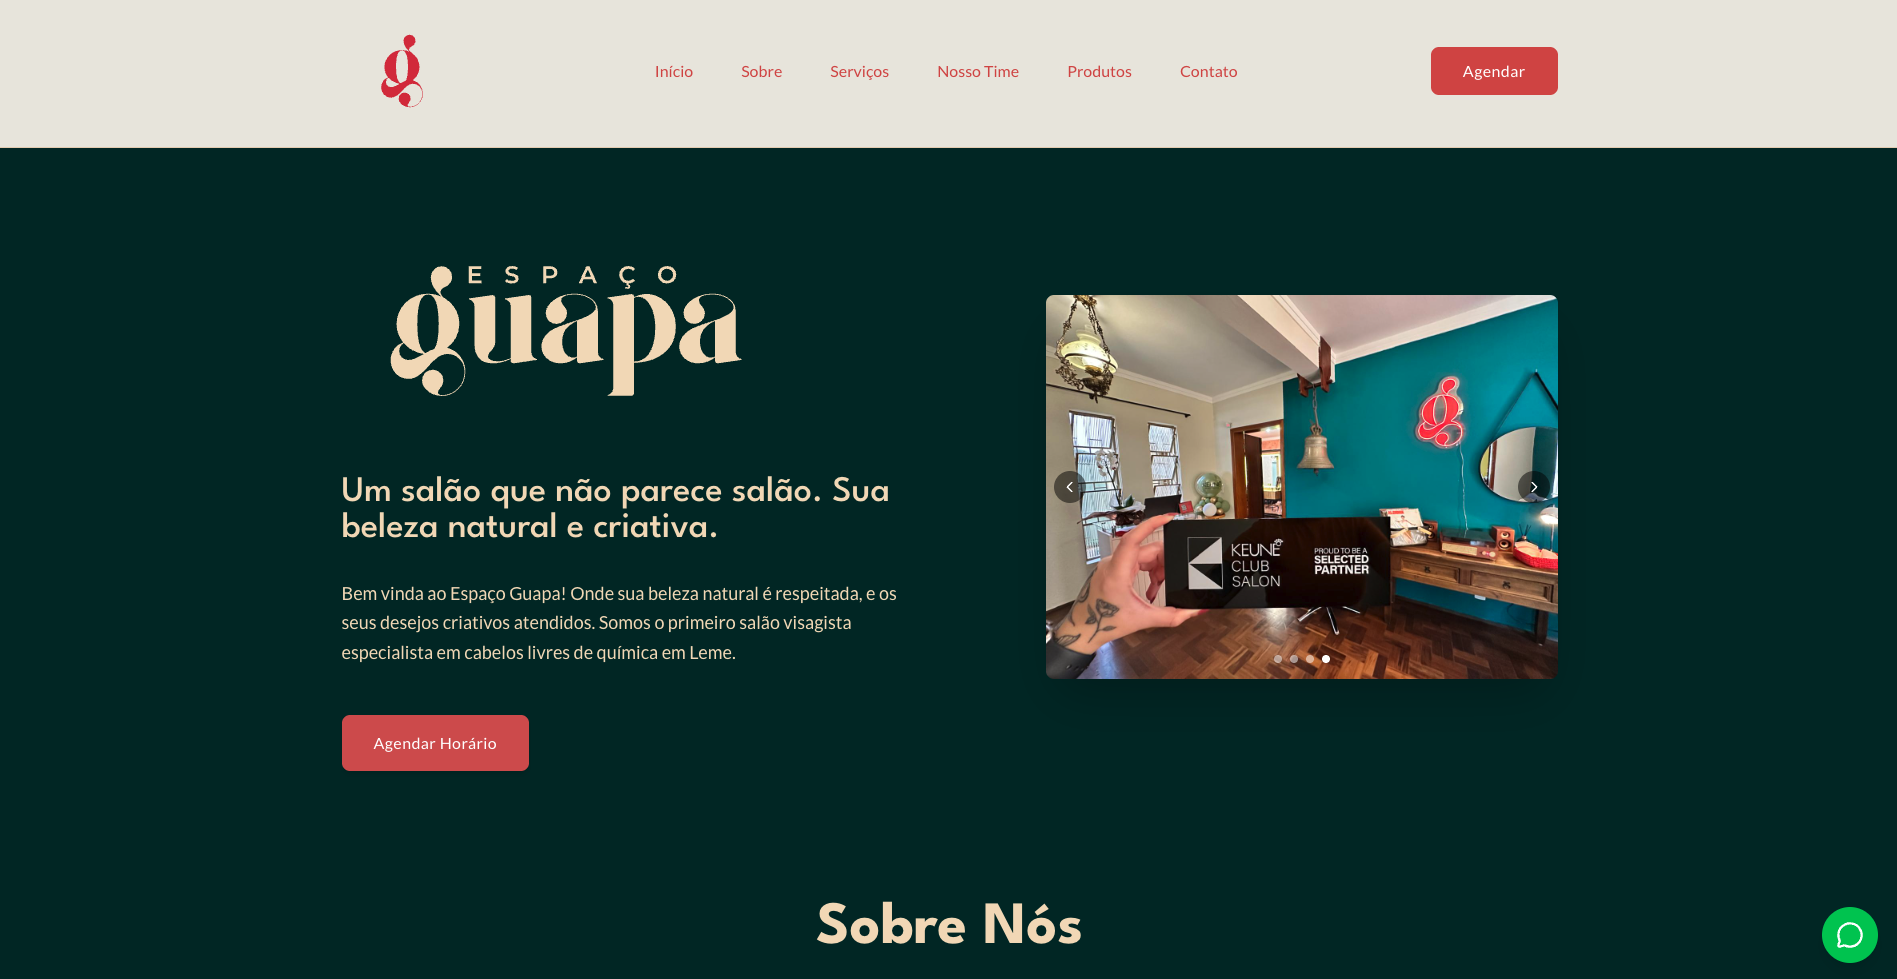 g
Início
Sobre
Serviços
Nosso Time
Produtos
Contato
Agendar
ESPAÇO
guapa
Um salão que não parece salão. Sua
beleza natural e criativa.
Bem vinda ao Espaço Guapa! Onde sua beleza natural é respeitada, e os
seus desejos criativos atendidos. Somos o primeiro salão visagista
especialista em cabelos livres de química em Leme.
Agendar Horário
g
KEUNE
CLUB
SALON
PROUD TO BE A
SELECTED
PARTNER
Sobre Nós